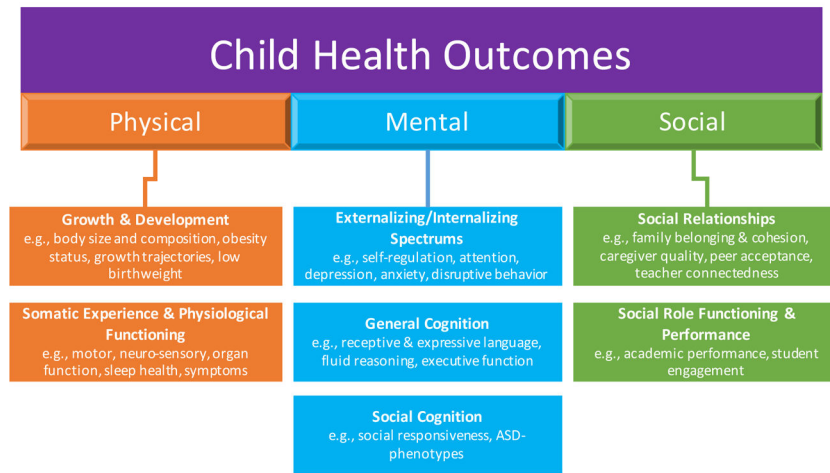 Child Health Outcomes
Physical
Mental
Social
Growth & Development
e.g., body size and composition, obesity
status, growth trajectories, low
birthweight
Somatic Experience & Physiological
Functioning
e.g., motor, neuro-sensory, organ
function, sleep health, symptoms
Externalizing/Internalizing
Spectrums
e.g., self-regulation, attention,
depression, anxiety, disruptive behavior
General Cognition
e.g., receptive & expressive language,
fluid reasoning, executive function
Social Cognition
e.g., social responsiveness, ASD-
phenotypes
Social Relationships
e.g., family belonging & cohesion,
caregiver quality, peer acceptance,
teacher connectedness
Social Role Functioning &
Performance
e.g., academic performance, student
engagement